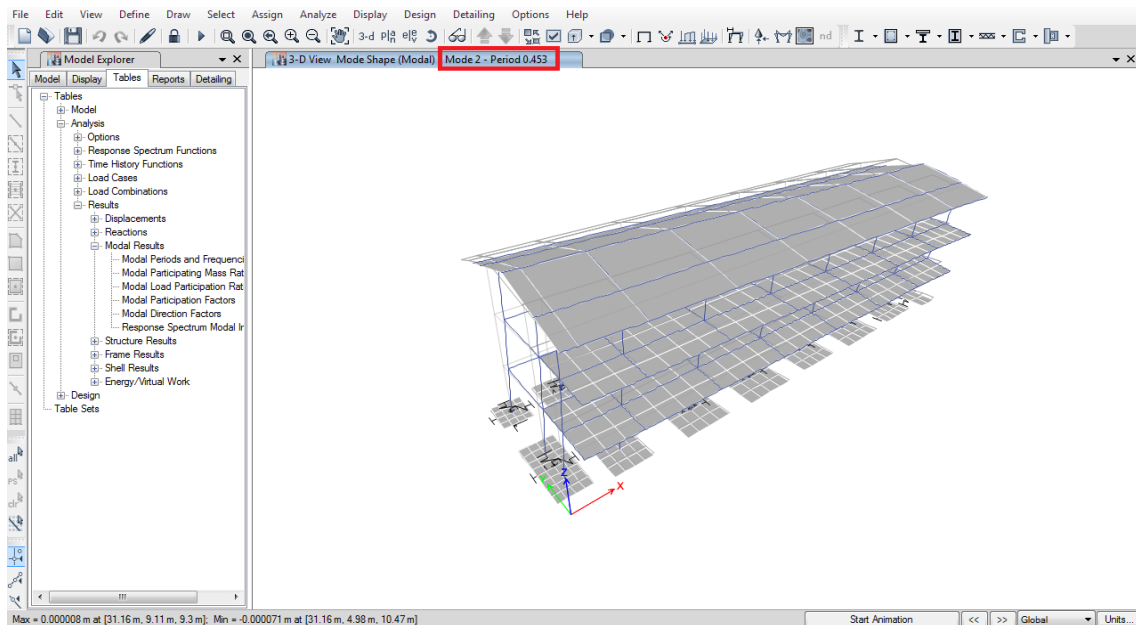 File Edit View Define Draw Select Assign Analyze Display Design Detailing Options Help
3-d nd
Model Explorer
3-D View Mode Shape (Modal) Mode 2 - Period 0.453
Model Display Tables Reports Detailing
Tables
Model
Analysis
Options
Response Spectrum Functions
Time History Functions
Load Cases
Load Combinations
Results
Displacements
Reactions
Modal Results
Modal Periods and Frequenci
Modal Participating Mass Rat
Modal Load Participation Rat
Modal Participation Factors
Modal Direction Factors
Response Spectrum Modal Ir
Structure Results
Frame Results
Shell Results
Energy/Virtual Work
Design
Table Sets
all
ps
clr
Z
X
Max = 0.000008 m at [31.16 m, 9.11 m, 9.3 m]; Min = -0.000071 m at [31.16 m, 4.98 m, 10.47 m]
Start Animation << >> Global Units...